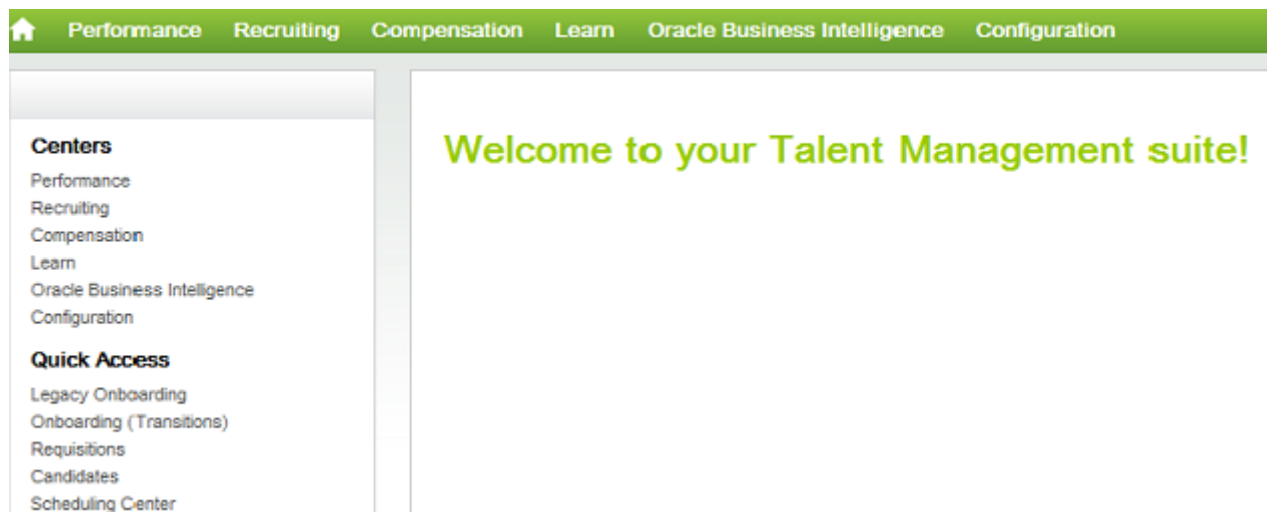 Performance Recruiting Compensation Learn Oracle Business Intelligence Configuration
Centers
Performance
Recruiting
Compensation
Learn
Oracle Business Intelligence
Configuration
Quick Access
Legacy Onboarding
Onboarding (Transitions)
Requisitions
Candidates
Scheduling Center
Welcome to your Talent Management suite!